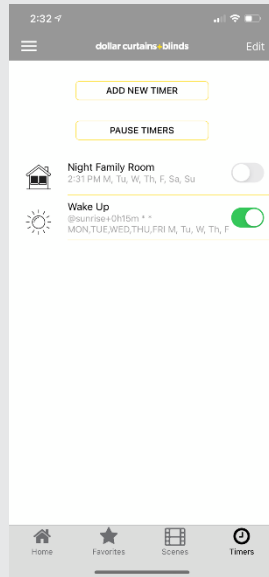 2:32
dollar curtains+blinds
Edit
ADD NEW TIMER
PAUSE TIMERS
Night Family Room
2:31 PM M, Tu, W, Th, F, Sa, Su
Wake Up
@sunrise+0h15m * *
MON,TUE,WED,THU,FRI M, Tu, W, Th, F
Home
Favorites
Scenes
Timers